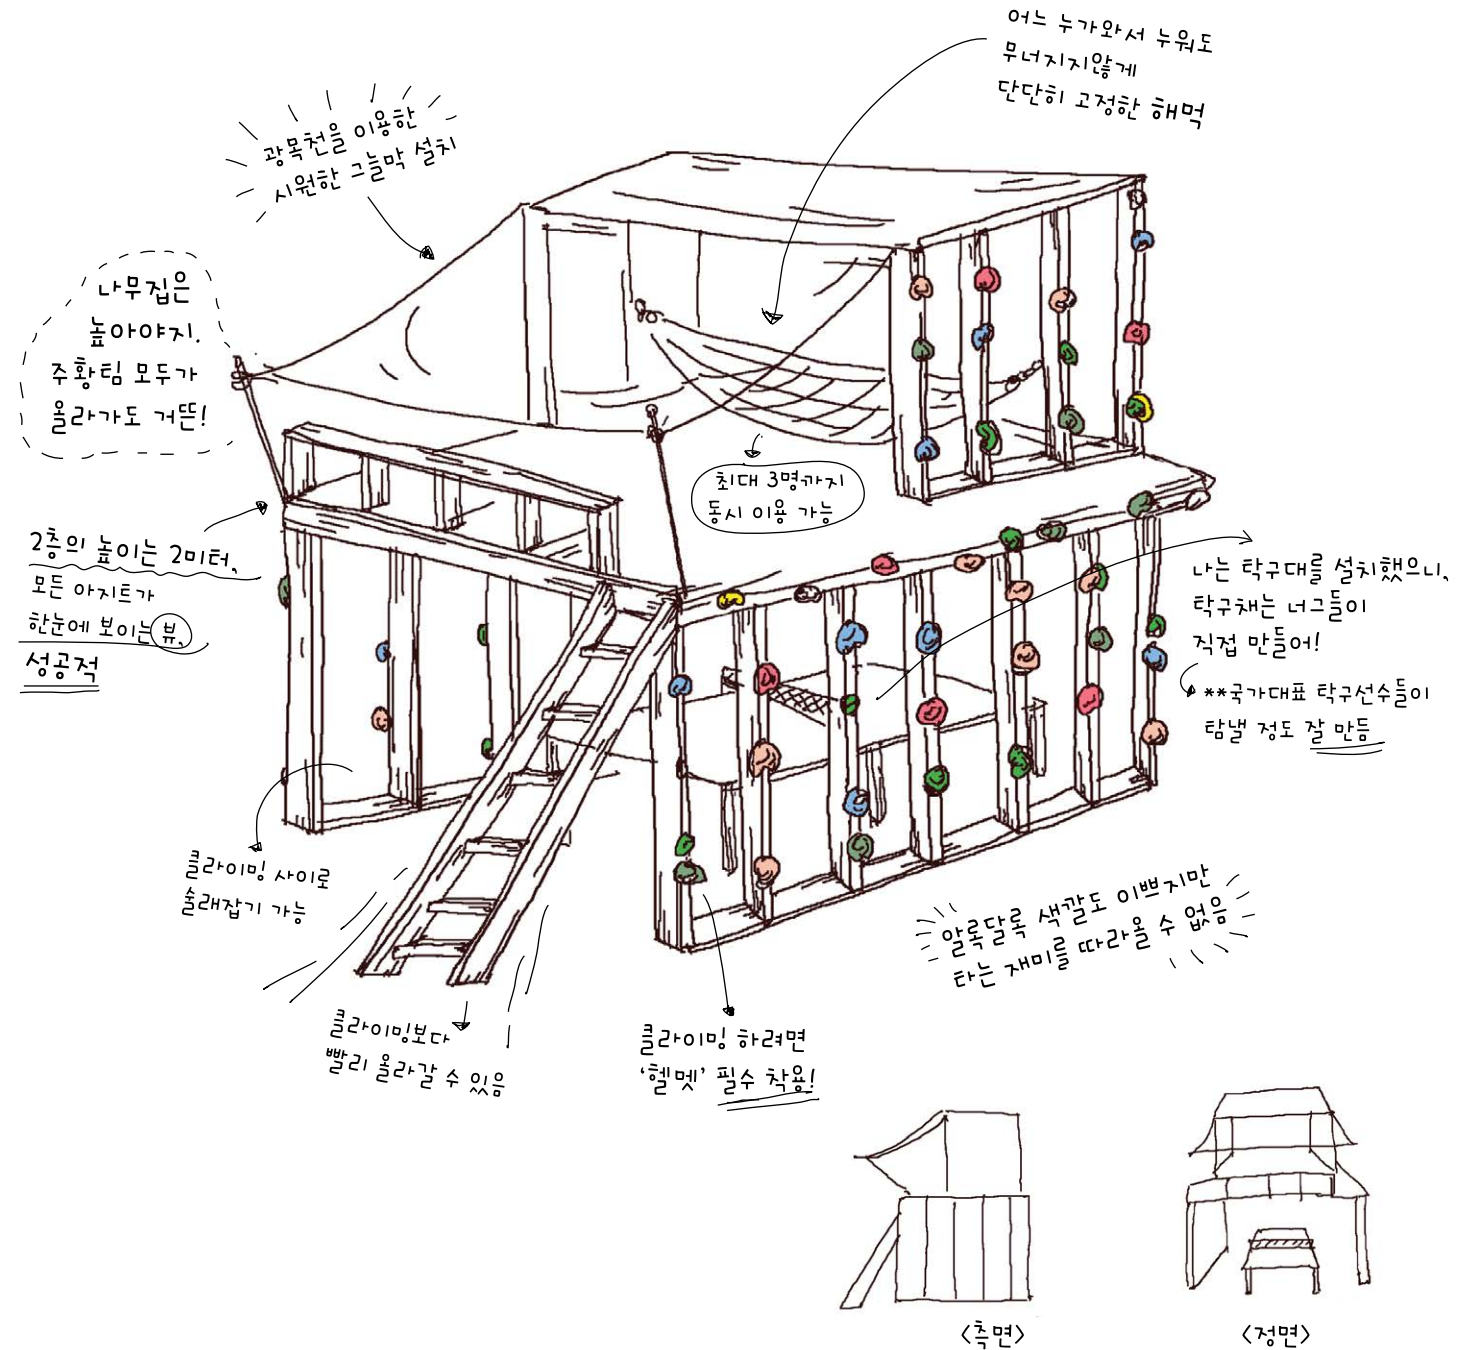 어느 누가와서 누워도
무너지지않게
단단히 고정한 해먹
광목천을 이용한
시원한 그늘막 설치
나무집은
높아야지.
주황팀 모두가
올라가도 거뜬!
최대 3명까지
동시 이용 가능
2층의 높이는 2미터,
모든 아지트가
한눈에 보이는 뷰,
성공적
나는 탁구대를 설치했으니,
탁구채는 너그들이
직접 만들어!
**국가대표 탁구선수들이
탐낼 정도 잘 만듬
클라이밍 사이로
술래잡기 가능
알록달록 색깔도 이쁘지만
타는 재미를 따라올 수 없음
클라이밍보다
빨리 올라갈 수 있음
클라이밍 하려면
‘헬멧’ 필수 착용!
<측면>
<정면>